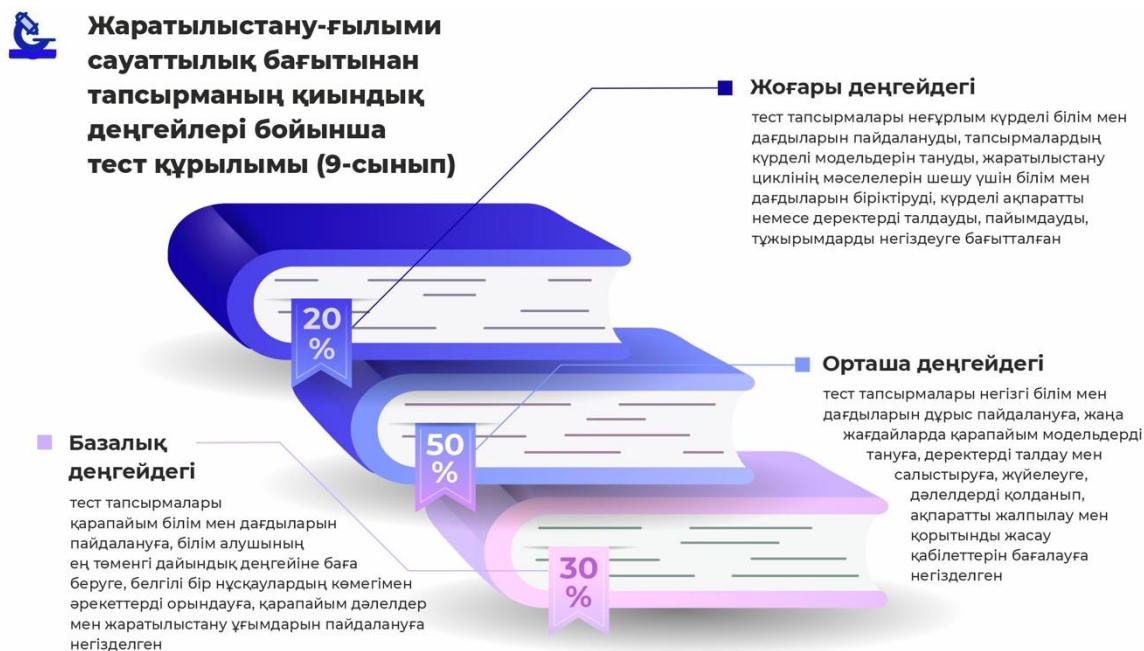 Жаратылыстану-ғылыми
сауаттылық бағытынан
тапсырманың қиындық
деңгейлері бойынша
тест құрылымы (9-сынып)
Жоғары деңгейдегі
тест тапсырмалары неғұрлым күрделі білім мен
дағдыларын пайдалануды, тапсырмалардың
күрделі модельдерін тануды, жаратылыстану
циклінің мәселелерін шешу үшін білім мен
дағдыларын біріктіруді, күрделі ақпаратты
немесе деректерді талдауды, пайымдауды,
тұжырымдарды негіздеуге бағытталған
20
%
Орташа деңгейдегі
тест тапсырмалары негізгі білім мен
дағдыларын дұрыс пайдалануға, жаңа
жағдайларда қарапайым модельдерді
тануға, деректерді талдау мен
салыстыруға, жүйелеуге,
дәлелдерді қолданып,
ақпаратты жалпылау мен
қорытынды жасау
қабілеттерін бағалауға
негізделген
50
%
Базалық
деңгейдегі
тест тапсырмалары
қарапайым білім мен дағдыларын
пайдалануға, білім алушының
ең төменгі дайындық деңгейіне баға
беруге, белгілі бір нұсқаулардың көмегімен
әрекеттерді орындауға, қарапайым дәлелдер
мен жаратылыстану ұғымдарын пайдалануға
негізделген
30
%